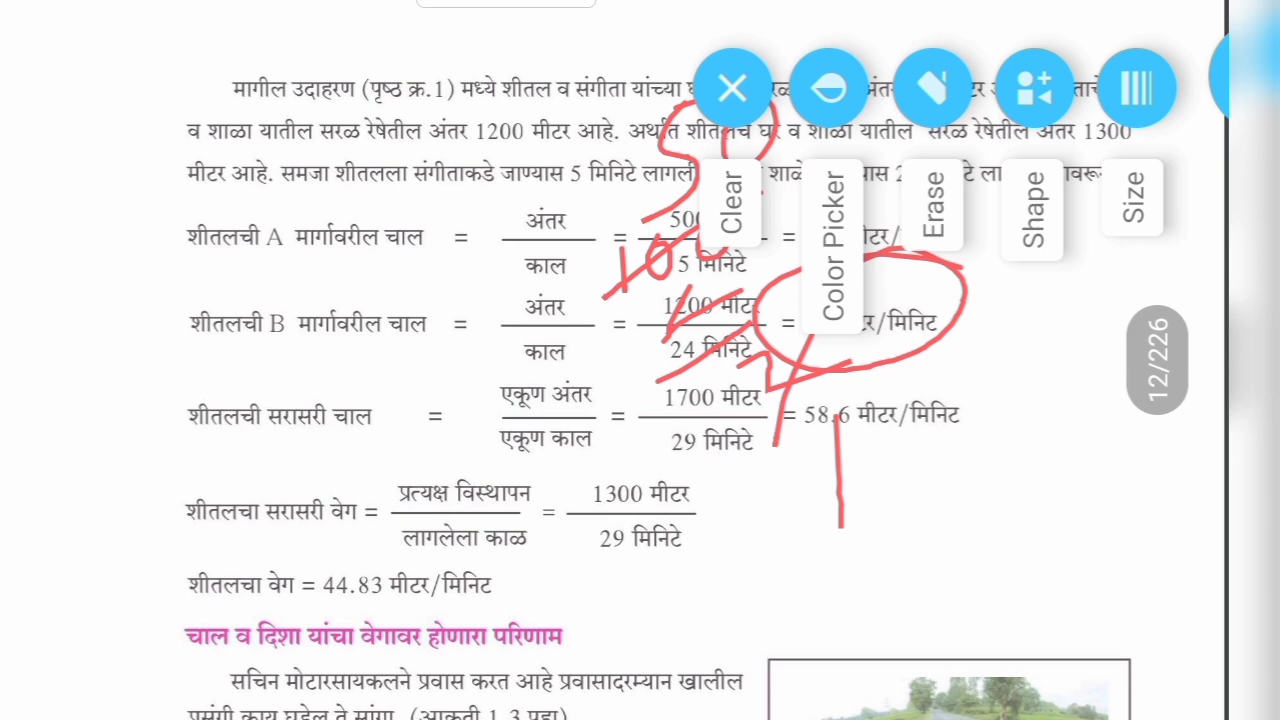 मागील उदाहरण (पृष्ठ क्र.1) मध्ये शीतल व संगीता यांच्या
व शाळा यातील सरळ रेषेतील अंतर 1200 मीटर आहे. अर्थात शीतलचे घर व शाळा यातील सरळ रेषेतील अंतर 1300
मीटर आहे. समजा शीतलला संगीताकडे जाण्यास 5 मिनिटे
शीतलची A मार्गावरील चाल = अंतर / काल = 500 / 5 मिनिटे =
शीतलची B मार्गावरील चाल = अंतर / काल = 1200 मीटर / 24 मिनिटे = /मिनिट
शीतलची सरासरी चाल = एकूण अंतर / एकूण काल = 1700 मीटर / 29 मिनिटे = 58.6 मीटर/मिनिट
शीतलचा सरासरी वेग = प्रत्यक्ष विस्थापन / लागलेला काळ = 1300 मीटर / 29 मिनिटे
शीतलचा वेग = 44.83 मीटर/मिनिट
चाल व दिशा यांचा वेगावर होणारा परिणाम
सचिन मोटारसायकलने प्रवास करत आहे प्रवासादरम्यान खालील
Clear
Color Picker
Erase
Shape
Size
12/226
50
100
2